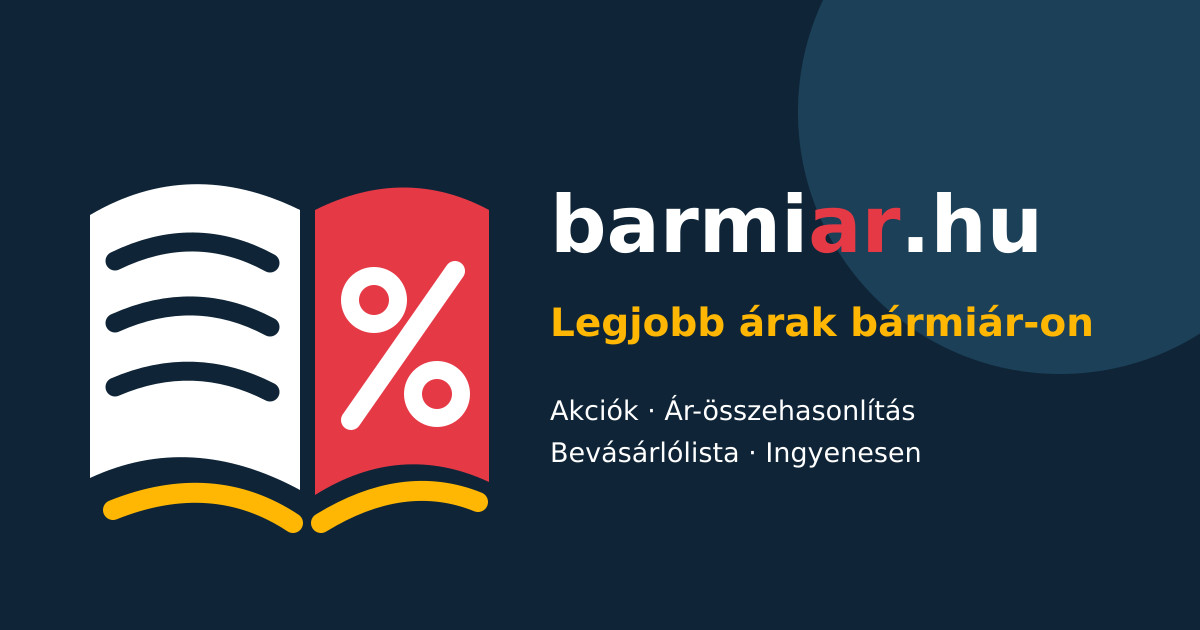 %
barmiar.hu
Legjobb árak bármiár-on
Akciók · Ár-összehasonlítás
Bevásárlólista · Ingyenesen